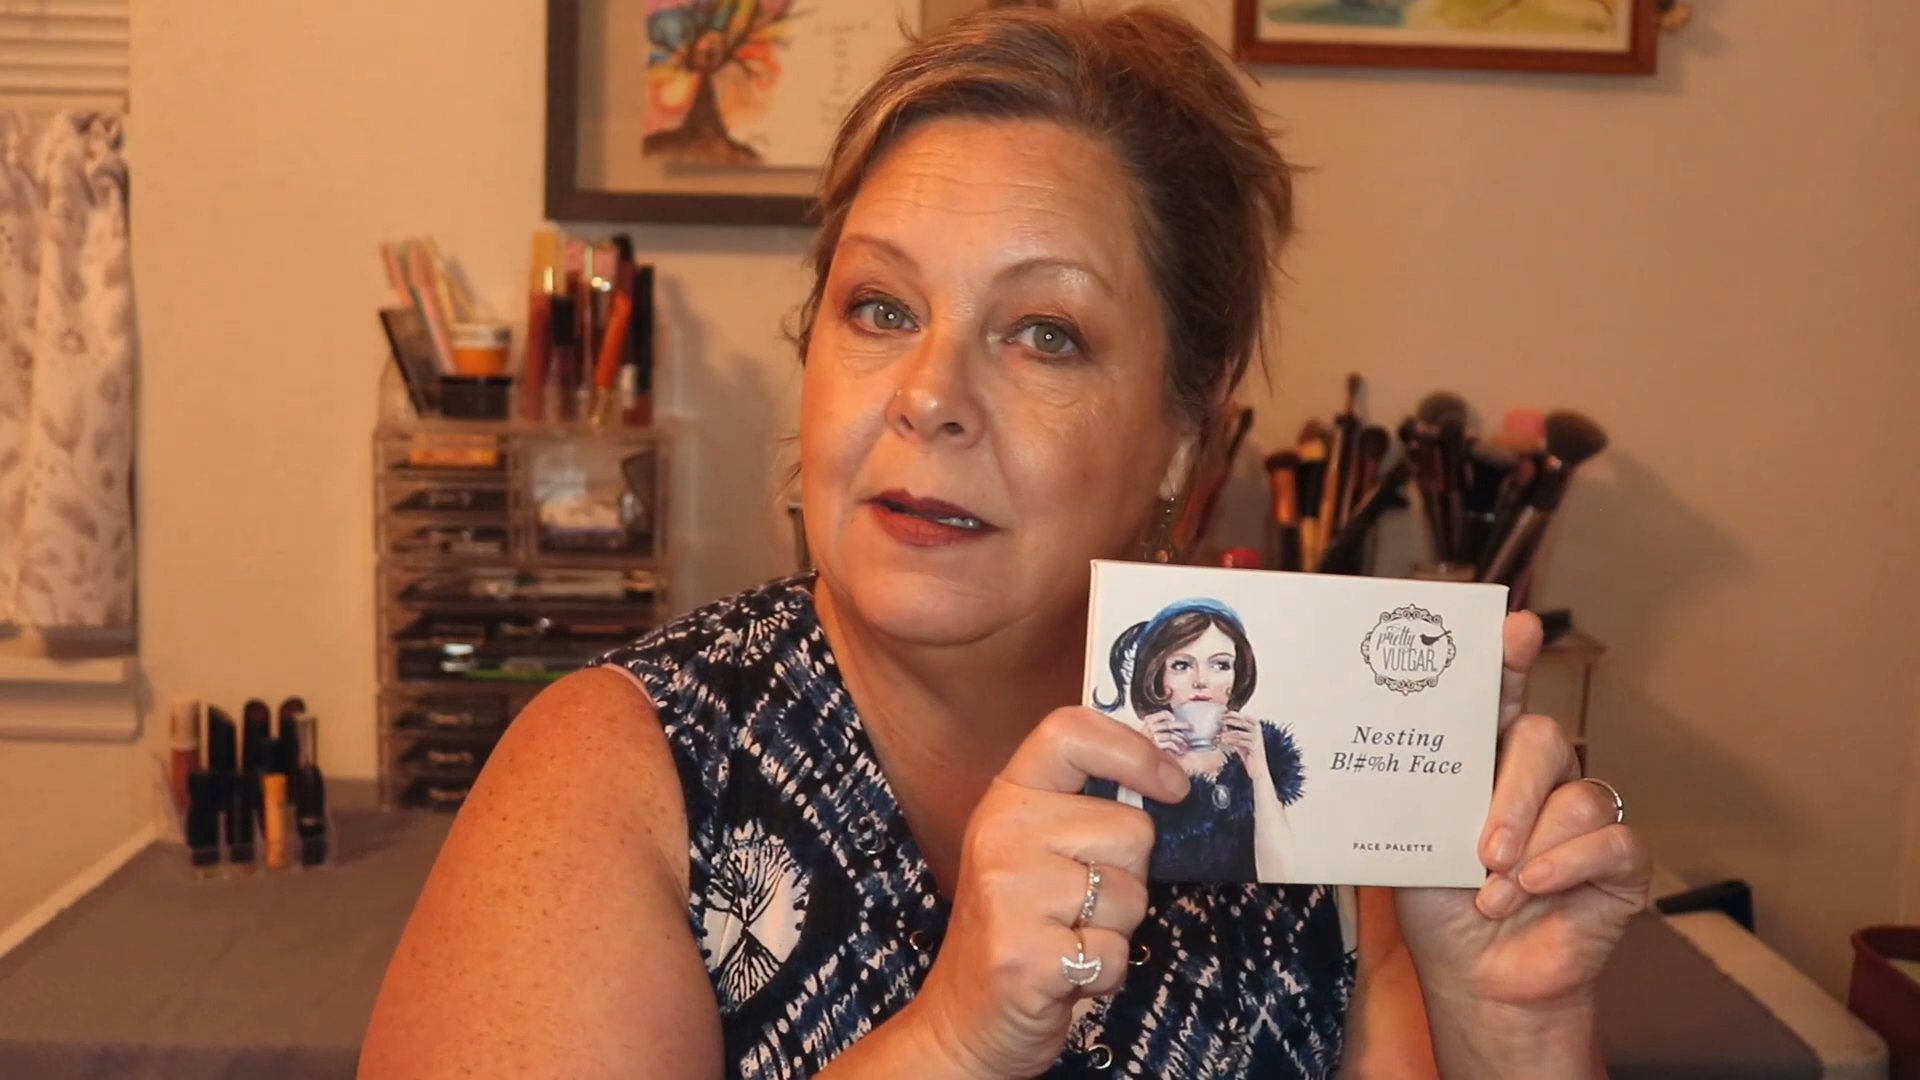 pretty
VULGAR
Nesting
B!#%h Face
FACE PALETTE